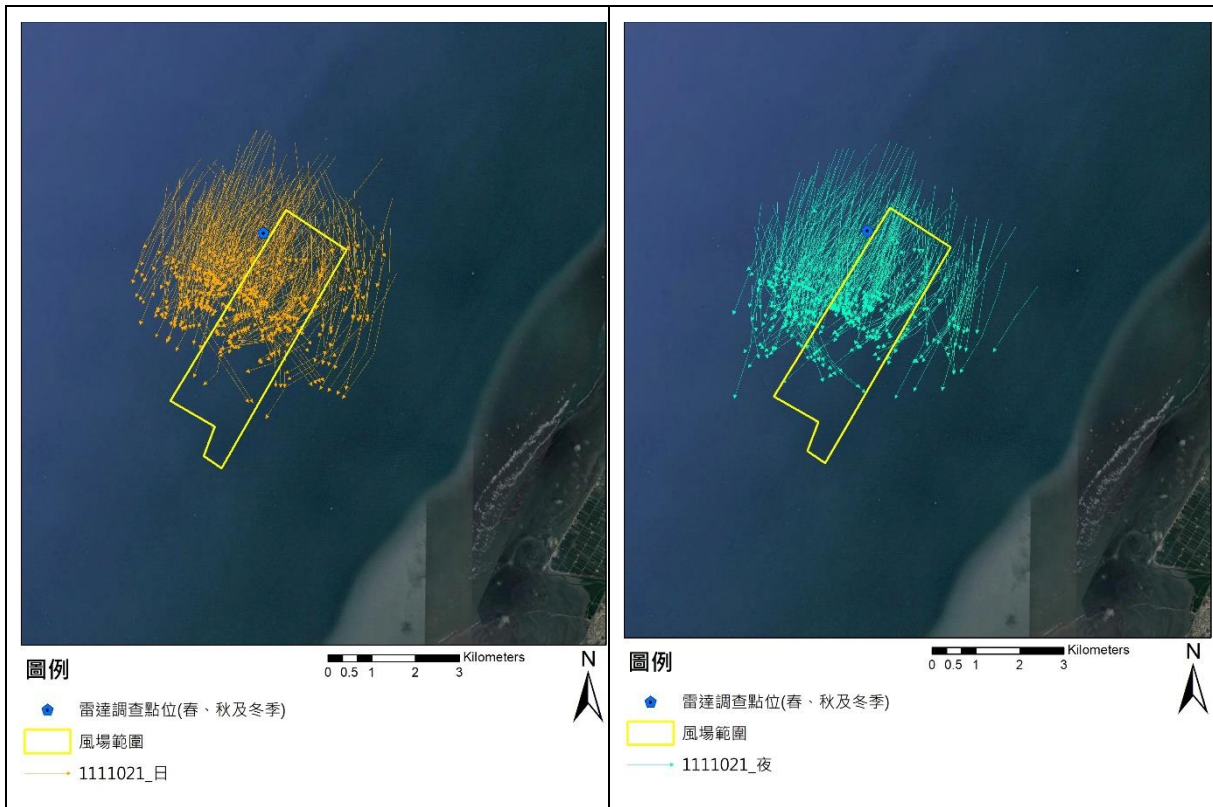 圖例
Kilometers
0 0.5 1 2 3
N
雷達調查點位(春、秋及冬季)
風場範圍
1111021_日
圖例
Kilometers
0 0.5 1 2 3
N
雷達調查點位(春、秋及冬季)
風場範圍
1111021_夜